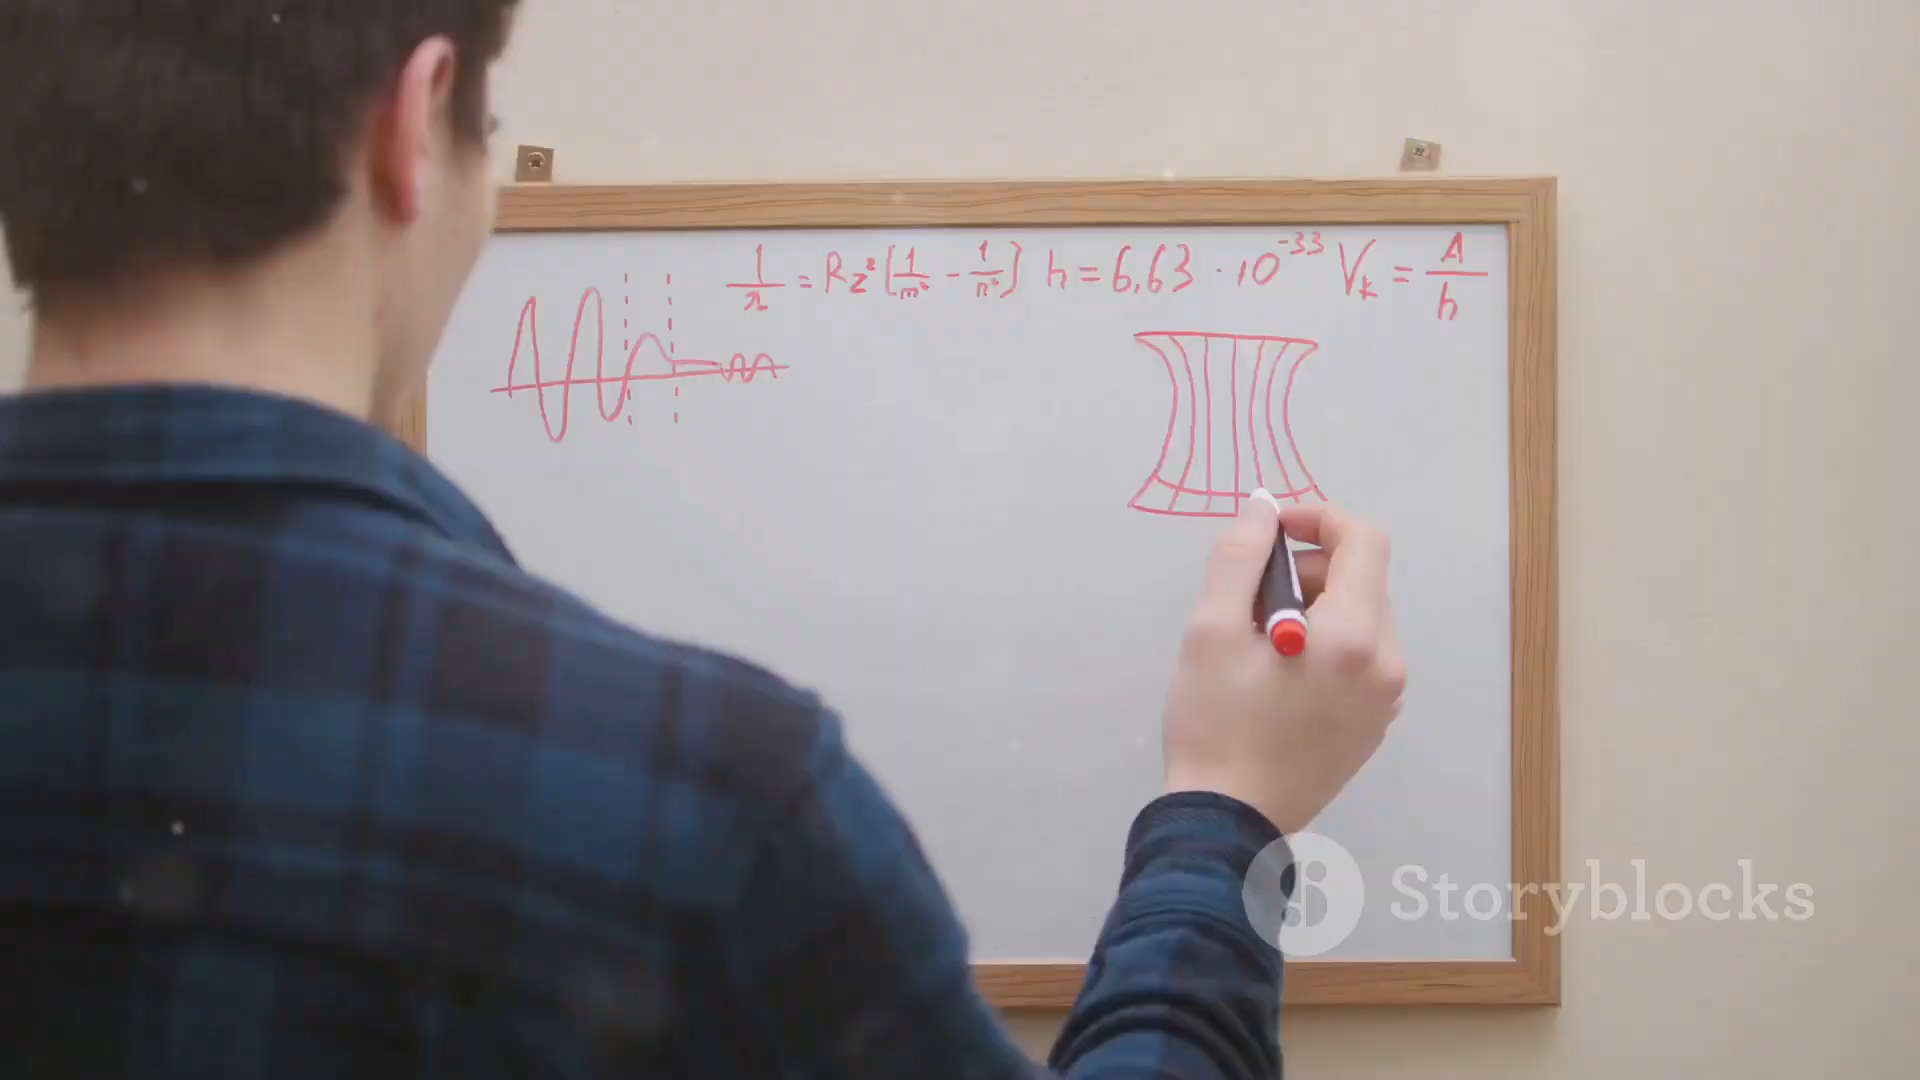 1/λ = Rz²[1/m² - 1/n²] h = 6,63 · 10⁻³³ Vₖ = A/h
Storyblocks